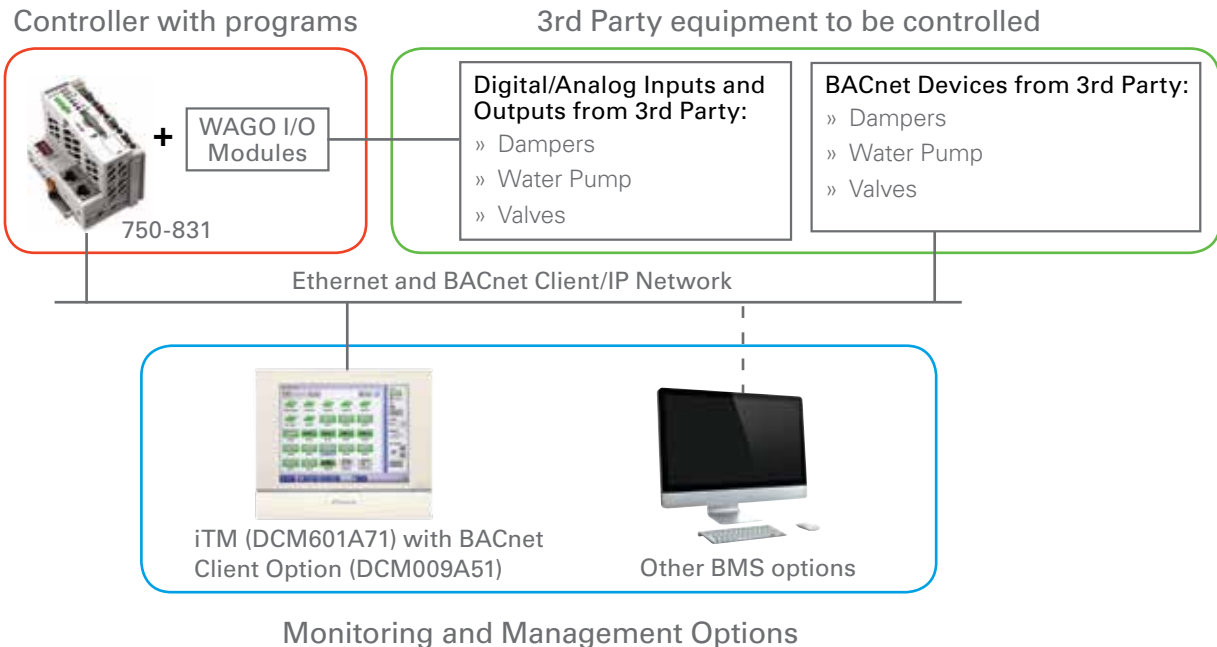 Controller with programs
3rd Party equipment to be controlled
+
WAGO I/O
Modules
750-831
Digital/Analog Inputs and
Outputs from 3rd Party:
» Dampers
» Water Pump
» Valves
BACnet Devices from 3rd Party:
» Dampers
» Water Pump
» Valves
Ethernet and BACnet Client/IP Network
iTM (DCM601A71) with BACnet
Client Option (DCM009A51)
Other BMS options
Monitoring and Management Options